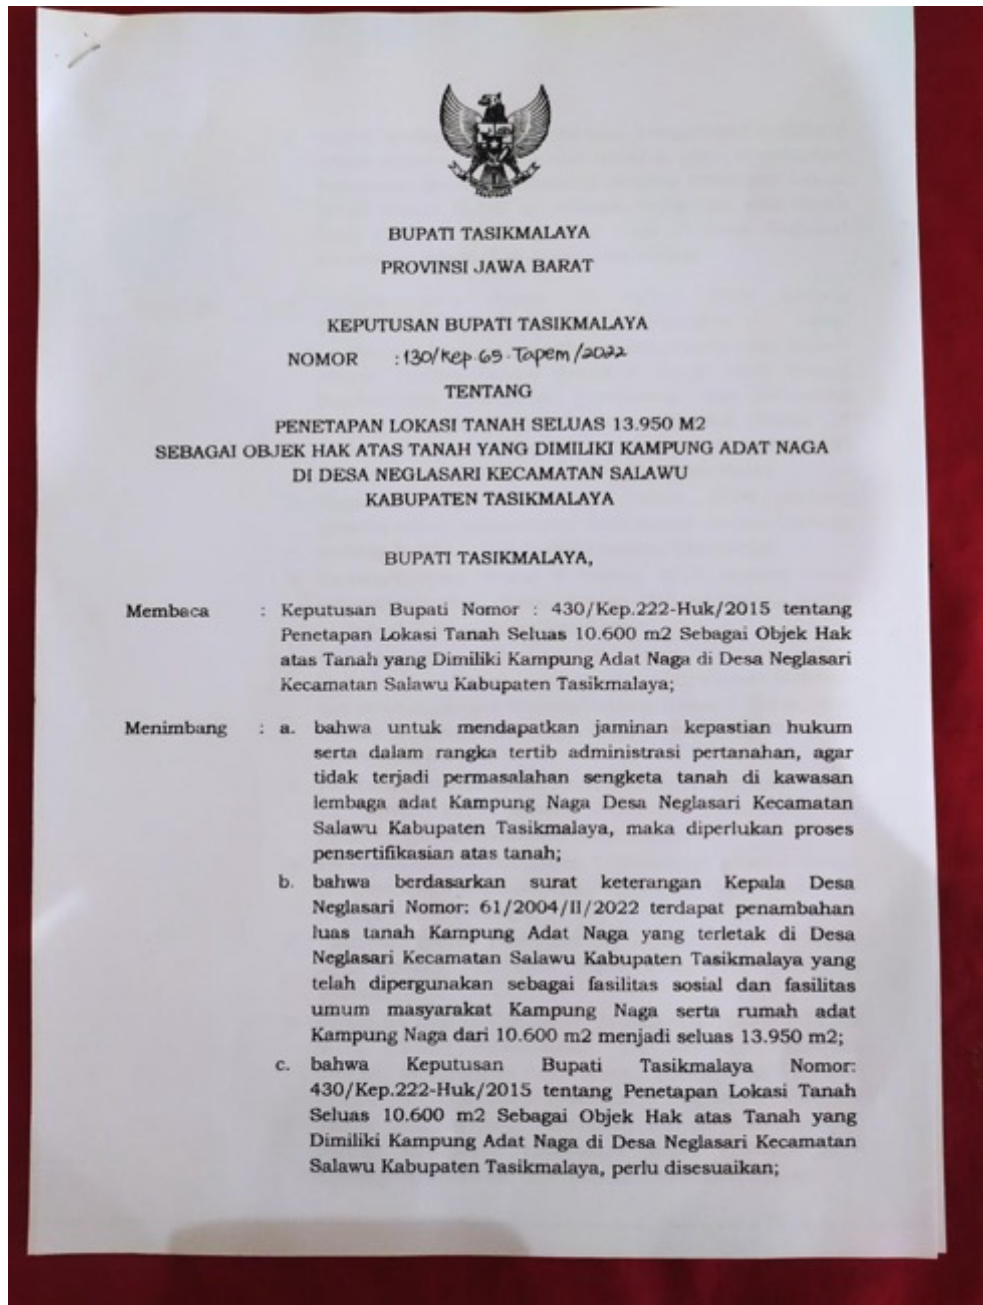 BUPATI TASIKMALAYA
PROVINSI JAWA BARAT
KEPUTUSAN BUPATI TASIKMALAYA
NOMOR : 130/Kep.65-Tapem/2022
TENTANG
PENETAPAN LOKASI TANAH SELUAS 13.950 M2
SEBAGAI OBJEK HAK ATAS TANAH YANG DIMILIKI KAMPUNG ADAT NAGA
DI DESA NEGLASARI KECAMATAN SALAWU
KABUPATEN TASIKMALAYA
BUPATI TASIKMALAYA,
Membaca : Keputusan Bupati Nomor : 430/Kep.222-Huk/2015 tentang
Penetapan Lokasi Tanah Seluas 10.600 m2 Sebagai Objek Hak
atas Tanah yang Dimiliki Kampung Adat Naga di Desa Neglasari
Kecamatan Salawu Kabupaten Tasikmalaya;
Menimbang : a. bahwa untuk mendapatkan jaminan kepastian hukum
serta dalam rangka tertib administrasi pertanahan, agar
tidak terjadi permasalahan sengketa tanah di kawasan
lembaga adat Kampung Naga Desa Neglasari Kecamatan
Salawu Kabupaten Tasikmalaya, maka diperlukan proses
pensertifikasian atas tanah;
b. bahwa berdasarkan surat keterangan Kepala Desa
Neglasari Nomor: 61/2004/II/2022 terdapat penambahan
luas tanah Kampung Adat Naga yang terletak di Desa
Neglasari Kecamatan Salawu Kabupaten Tasikmalaya yang
telah dipergunakan sebagai fasilitas sosial dan fasilitas
umum masyarakat Kampung Naga serta rumah adat
Kampung Naga dari 10.600 m2 menjadi seluas 13.950 m2;
c. bahwa Keputusan Bupati Tasikmalaya Nomor:
430/Kep.222-Huk/2015 tentang Penetapan Lokasi Tanah
Seluas 10.600 m2 Sebagai Objek Hak atas Tanah yang
Dimiliki Kampung Adat Naga di Desa Neglasari Kecamatan
Salawu Kabupaten Tasikmalaya, perlu disesuaikan;